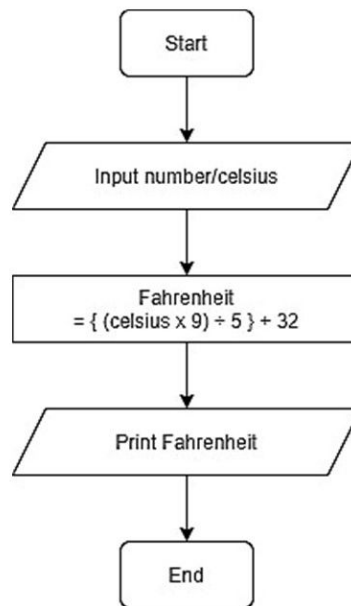 Start
Input number/celsius
Fahrenheit
= { (celsius x 9) ÷ 5 } + 32
Print Fahrenheit
End